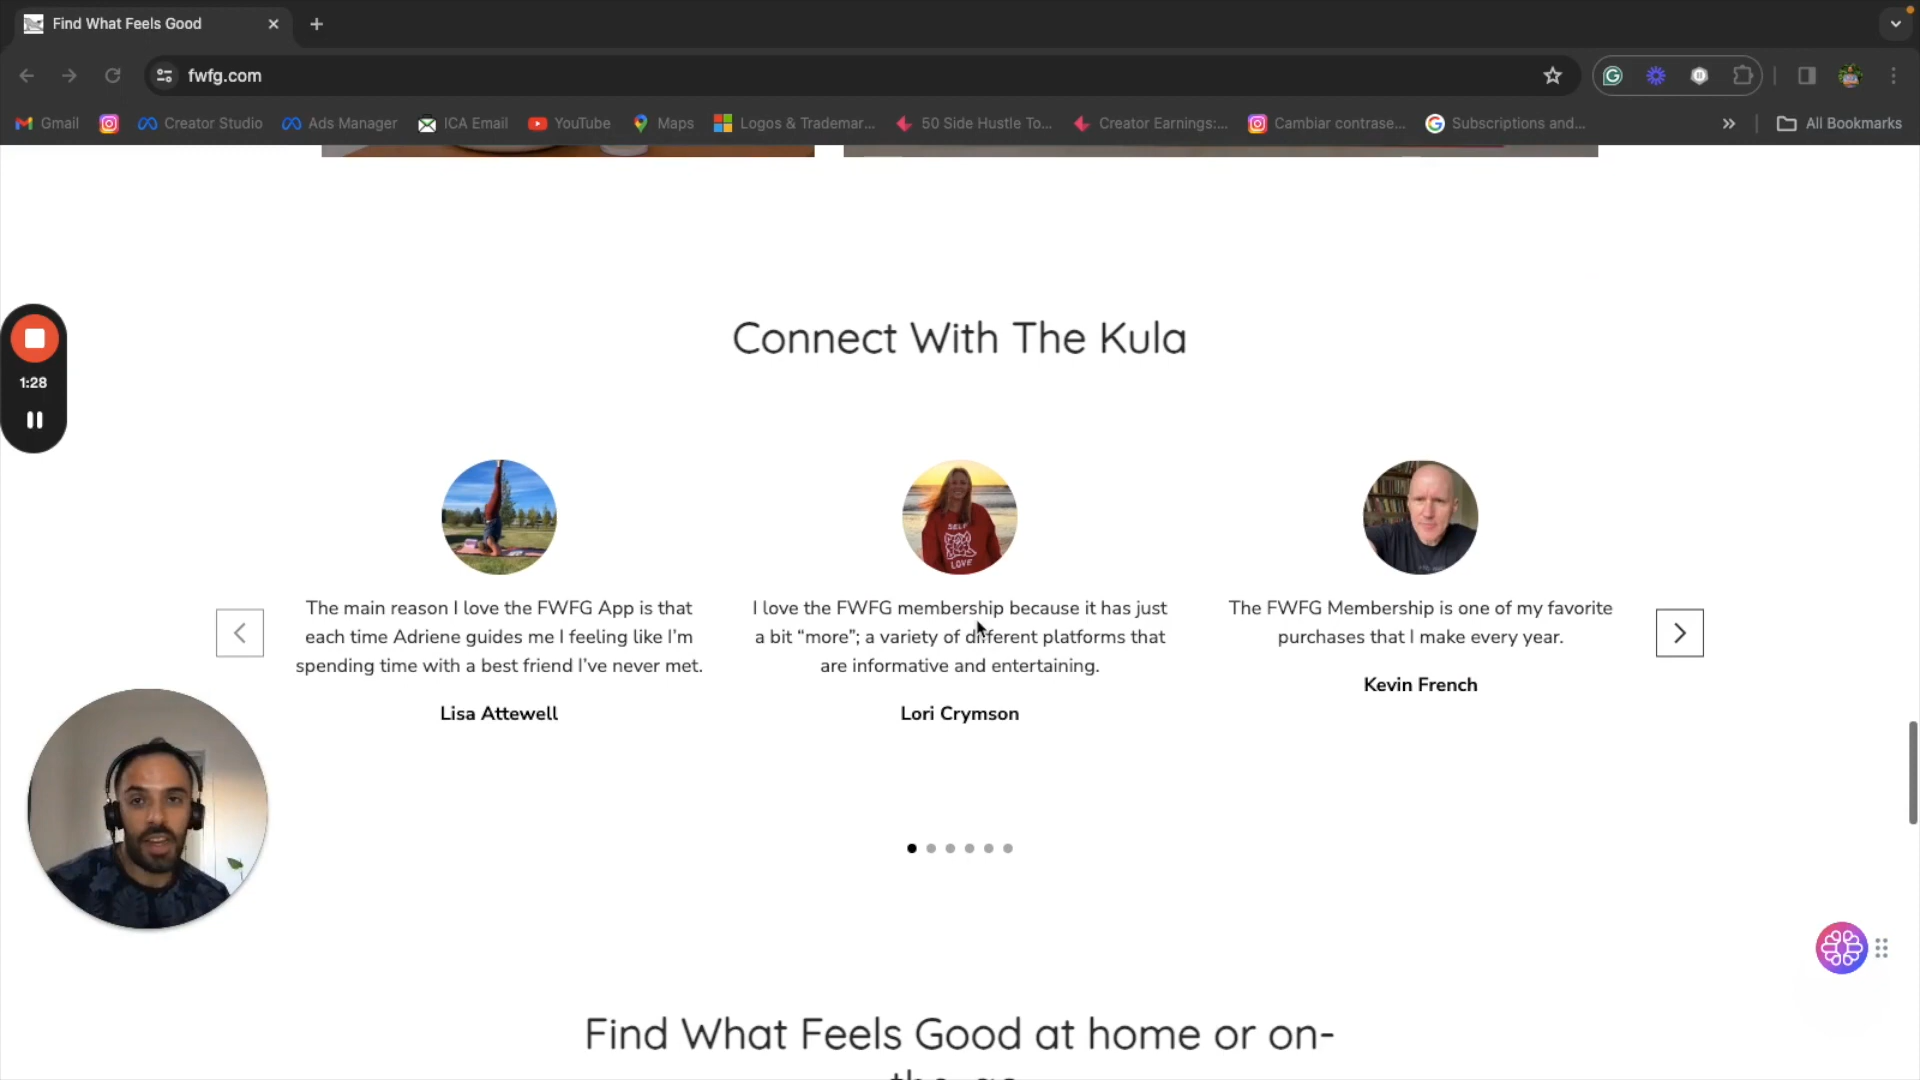 Find What Feels Good
fwfg.com
Gmail
Creator Studio
Ads Manager
ICA Email
YouTube
Maps
Logos & Trademar...
50 Side Hustle To...
Creator Earnings:...
Cambiar contrase...
Subscriptions and...
All Bookmarks
Connect With The Kula
1:28
SELF
LOVE
The main reason I love the FWFG App is that
each time Adriene guides me I feeling like I'm
spending time with a best friend I've never met.
Lisa Attewell
I love the FWFG membership because it has just
a bit “more”; a variety of different platforms that
are informative and entertaining.
Lori Crymson
The FWFG Membership is one of my favorite
purchases that I make every year.
Kevin French
Find What Feels Good at home or on-